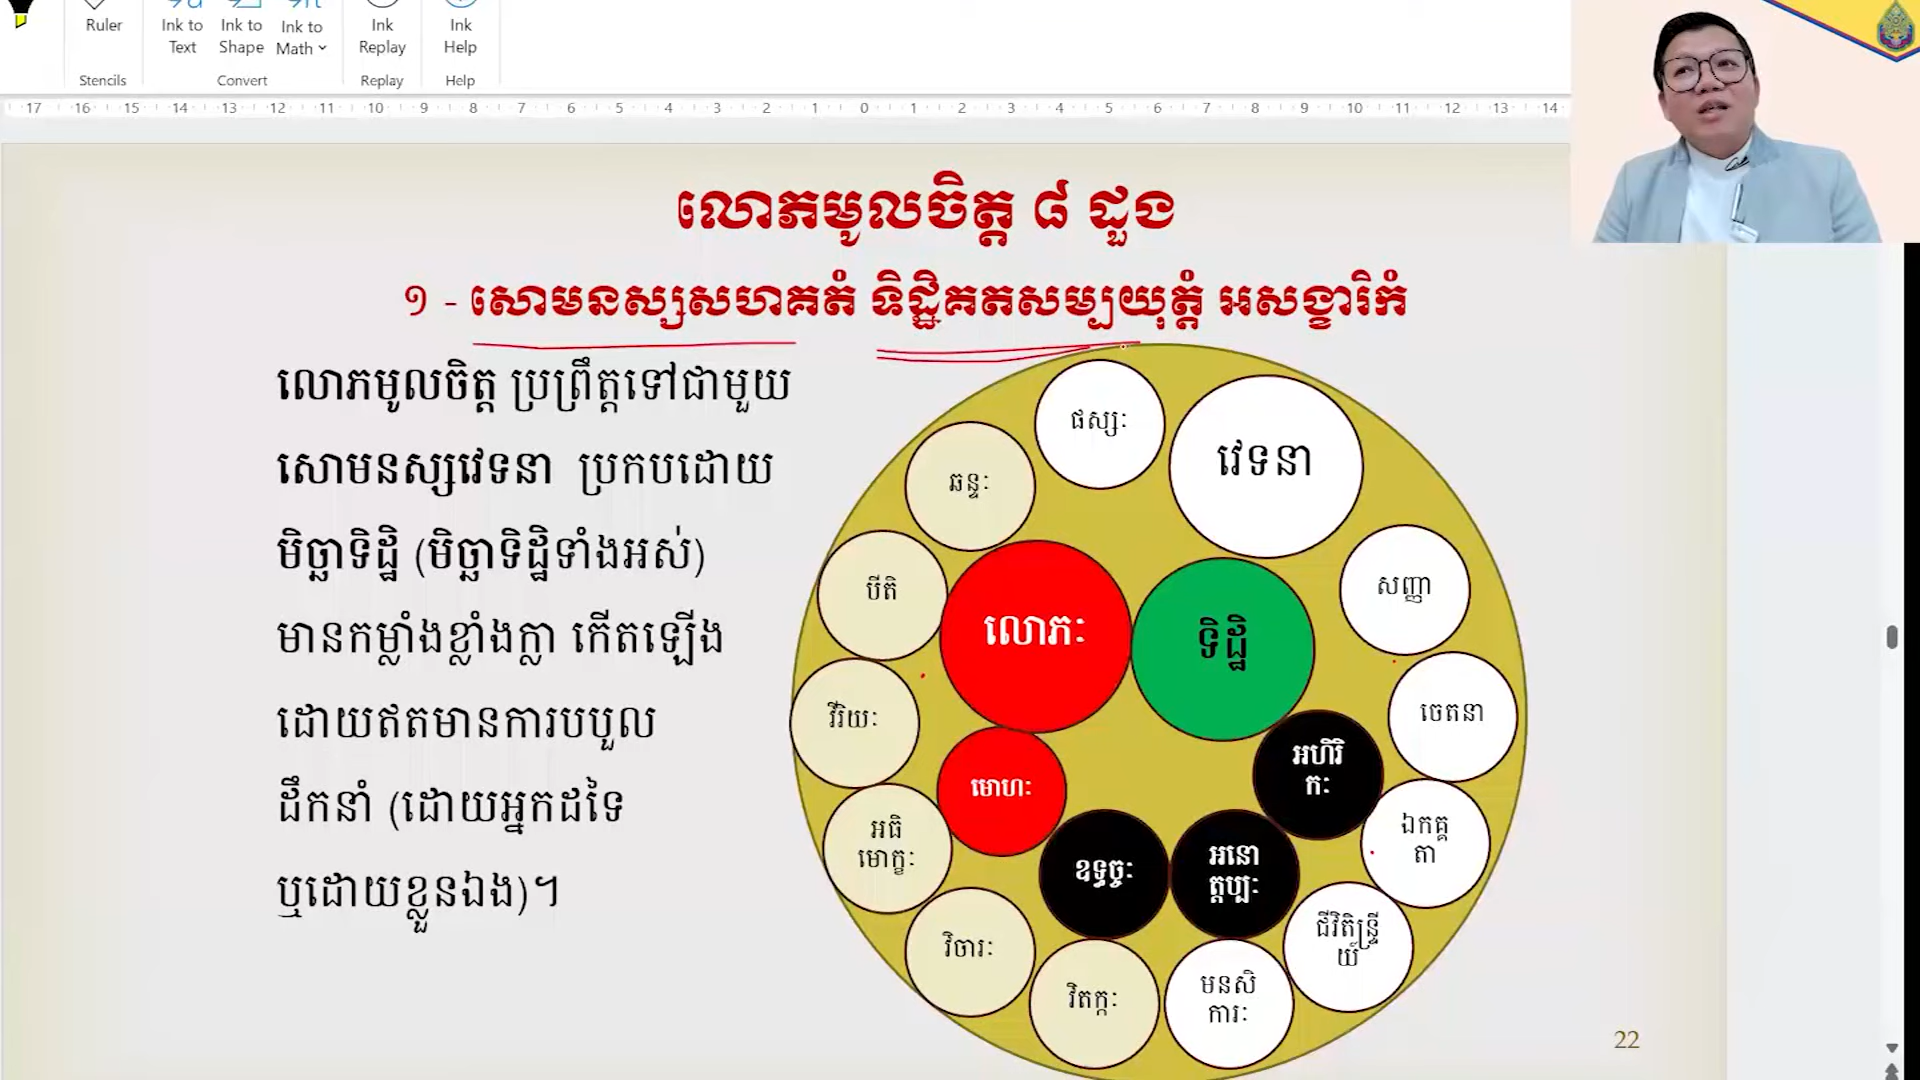 Ruler
Ink to Text
Ink to Shape
Ink to Math
Ink Replay
Ink Help
Stencils
Convert
Replay
Help
17 16 15 14 13 12 11 10 9 8 7 6 5 4 3 2 1 0 1 2 3 4 5 6 7 8 9 10 11 12 13 14
លោភមូលចិត្ត ៨ ដួង
១ - សោមនស្សសហគតំ ទិដ្ឋិគតសម្បយុត្តំ អសង្ខារិកំ
លោភមូលចិត្ត ប្រព្រឹត្តទៅជាមួយ
សោមនស្សវេទនា ប្រកបដោយ
មិច្ឆាទិដ្ឋិ (មិច្ឆាទិដ្ឋិទាំងអស់)
មានកម្លាំងខ្លាំងក្លា កើតឡើង
ដោយឥតមានការបបួល
ដឹកនាំ (ដោយអ្នកដទៃ
ឬដោយខ្លួនឯង)។
ផស្សៈ
វេទនា
សញ្ញា
ចេតនា
ឯកគ្គ
តា
ជីវិតិន្ទ្រី
យ៍
មនសិ
ការៈ
វិតក្កៈ
វិចារៈ
អធិ
មោក្ខៈ
វីរិយៈ
បីតិ
ឆន្ទៈ
លោភៈ
ទិដ្ឋិ
មោហៈ
ឧទ្ធច្ចៈ
អនោ
ត្តប្បៈ
អហិរិ
កៈ
22